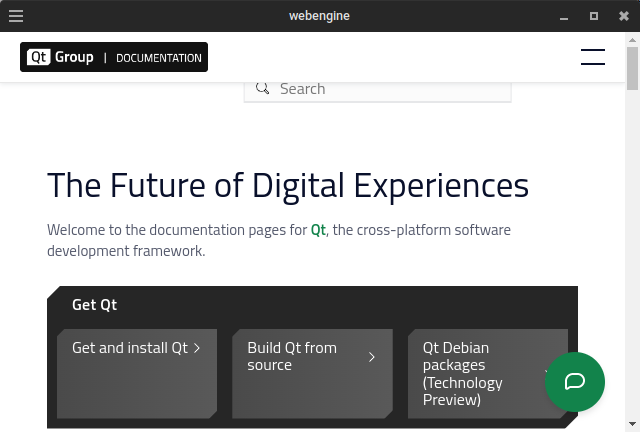 webengine
Qt Group | DOCUMENTATION
Search
The Future of Digital Experiences
Welcome to the documentation pages for Qt, the cross-platform software
development framework.
Get Qt
Get and install Qt
Build Qt from
source
Qt Debian
packages
(Technology
Preview)